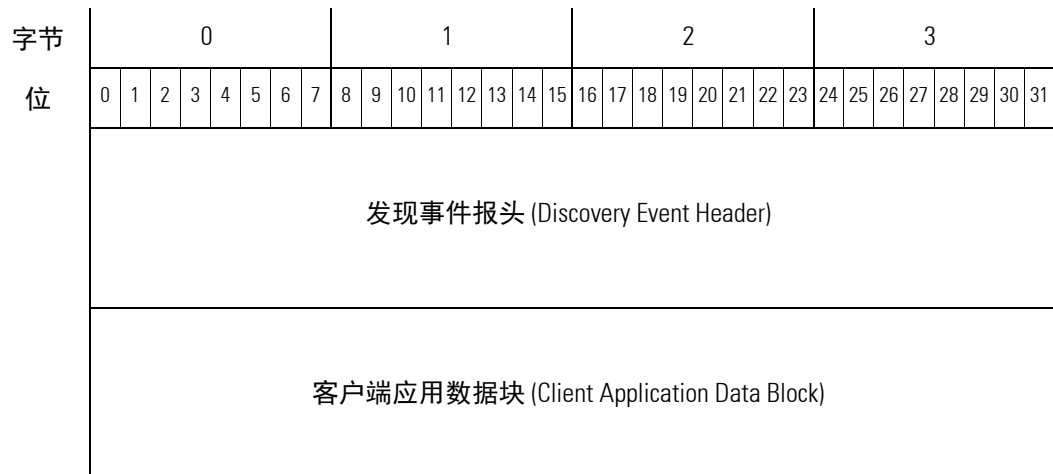 字节 0 1 2 3
位 0 1 2 3 4 5 6 7 8 9 10 11 12 13 14 15 16 17 18 19 20 21 22 23 24 25 26 27 28 29 30 31
发现事件报头 (Discovery Event Header)
客户端应用数据块 (Client Application Data Block)